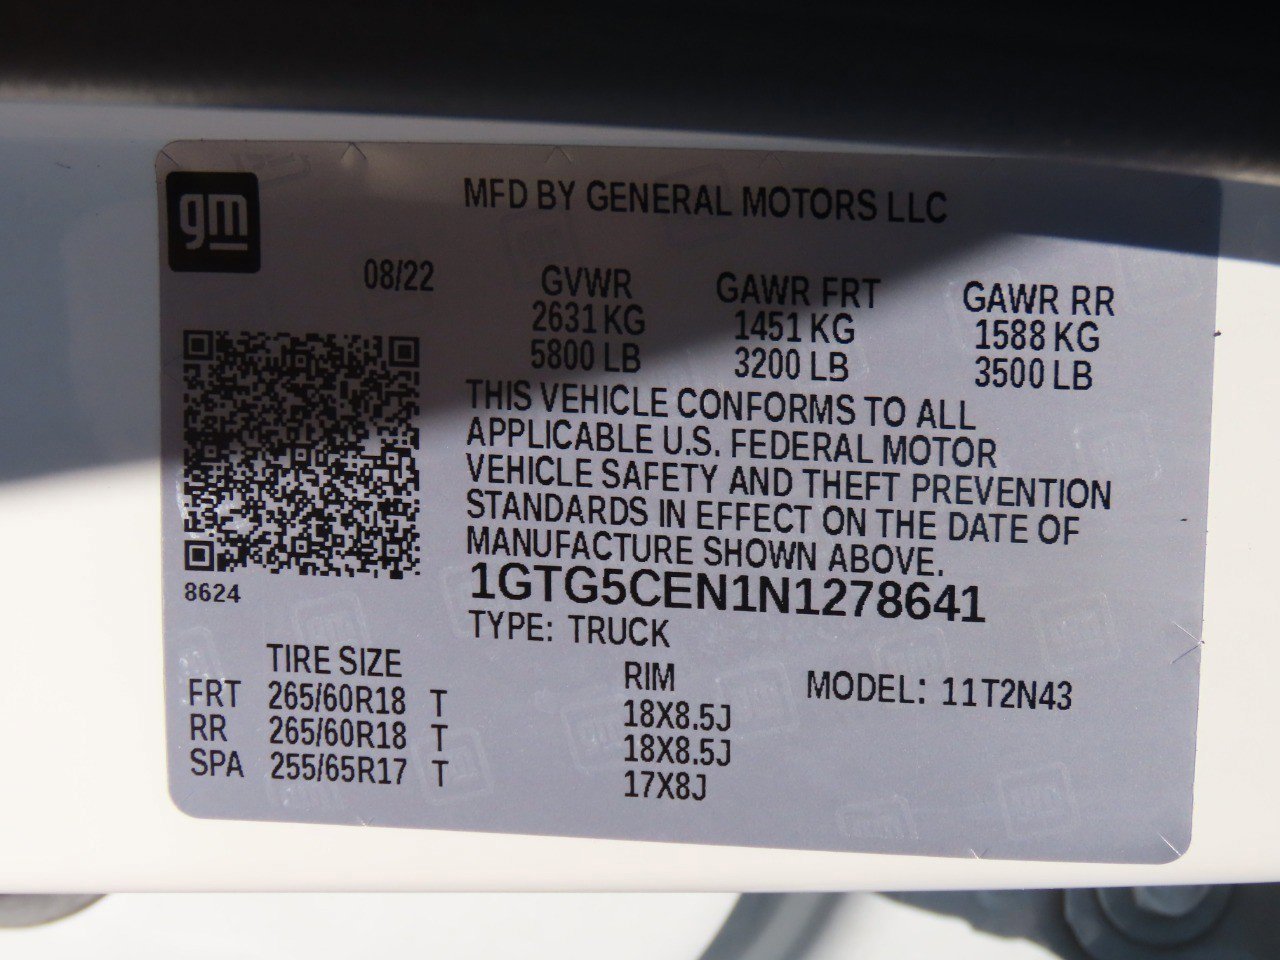 gm
MFD BY GENERAL MOTORS LLC
08/22 GVWR GAWR FRT GAWR RR
2631 KG 1451 KG 1588 KG
5800 LB 3200 LB 3500 LB
THIS VEHICLE CONFORMS TO ALL
APPLICABLE U.S. FEDERAL MOTOR
VEHICLE SAFETY AND THEFT PREVENTION
STANDARDS IN EFFECT ON THE DATE OF
MANUFACTURE SHOWN ABOVE.
8624
1GTG5CEN1N1278641
TYPE: TRUCK
TIRE SIZE RIM MODEL: 11T2N43
FRT 265/60R18 T 18X8.5J
RR 265/60R18 T 18X8.5J
SPA 255/65R17 T 17X8J